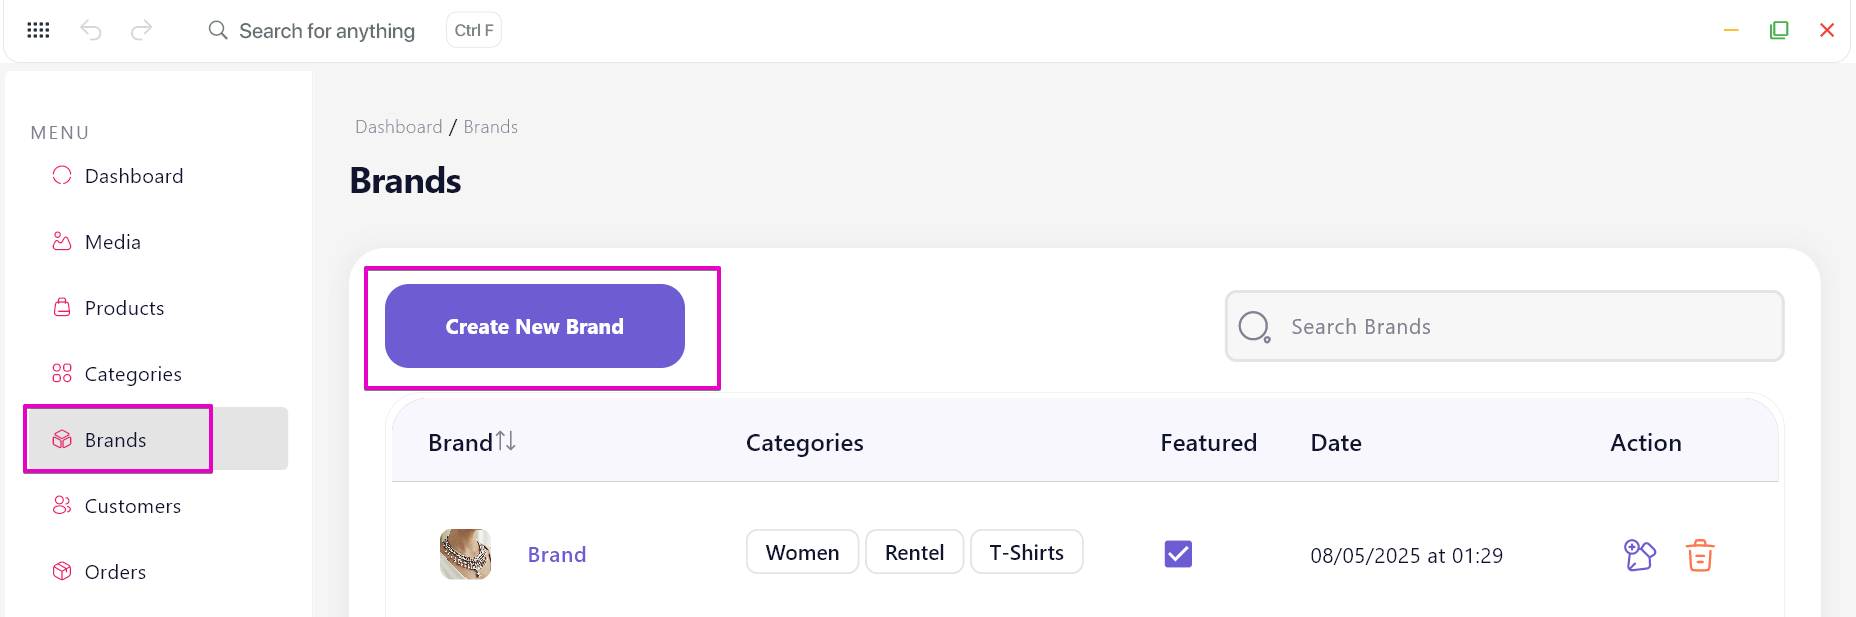 Search for anything Ctrl F
MENU
Dashboard
Media
Products
Categories
Brands
Customers
Orders
Dashboard / Brands
Brands
Create New Brand
Search Brands
Brand Categories Featured Date Action
Brand Women Rentel T-Shirts 08/05/2025 at 01:29